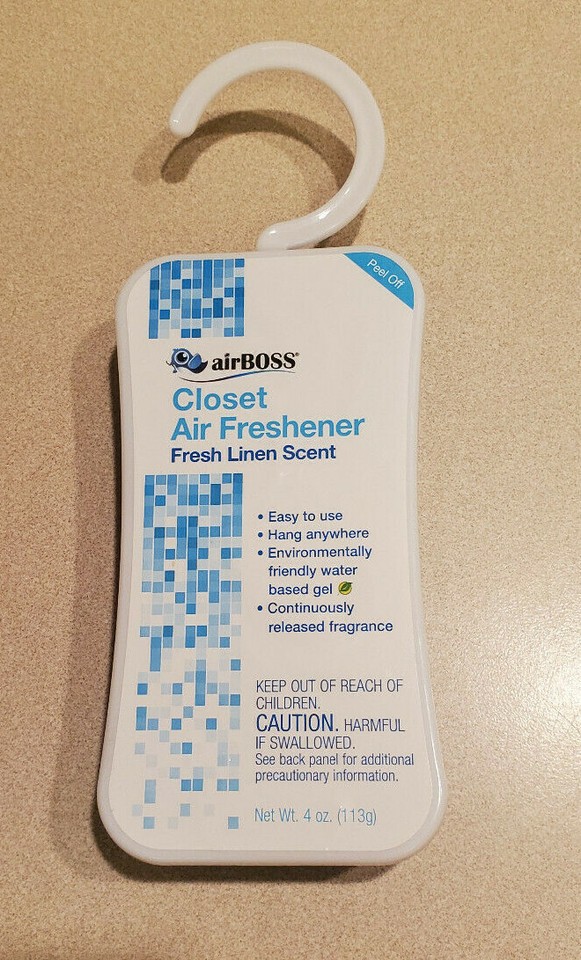 Peel Off
airBOSS®
Closet
Air Freshener
Fresh Linen Scent
• Easy to use
• Hang anywhere
• Environmentally
friendly water
based gel
• Continuously
released fragrance
KEEP OUT OF REACH OF
CHILDREN.
CAUTION. HARMFUL
IF SWALLOWED.
See back panel for additional
precautionary information.
Net Wt. 4 oz. (113g)